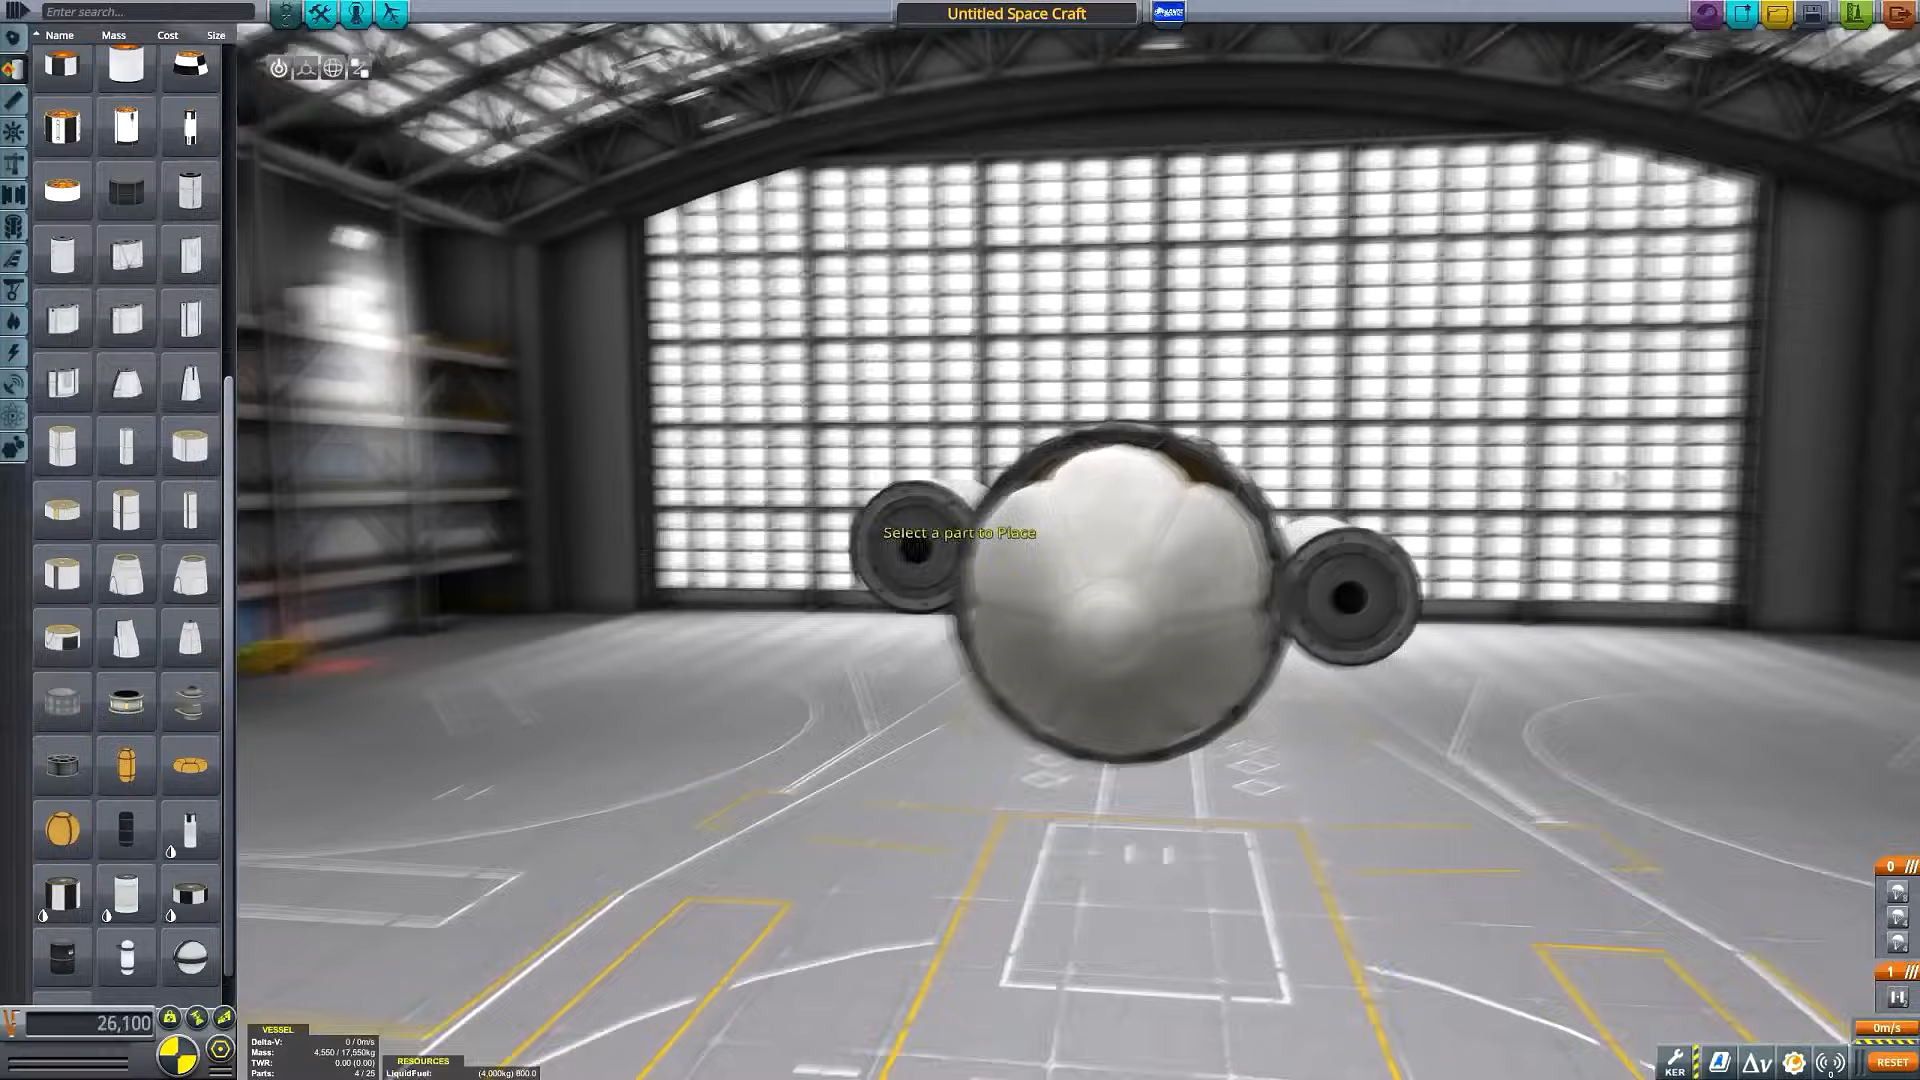 Enter search...
Untitled Space Craft
Name Mass Cost Size
Select a part to Place
0
1
0m/s
26,100
VESSEL
Delta-V: 0 / 0m/s
Mass: 4,550 / 17,550kg
TWR: 0.00 (0.00)
Parts: 4 / 25
RESOURCES
LiquidFuel: (4,000kg) 800.0
KER
Δv
0
RESET